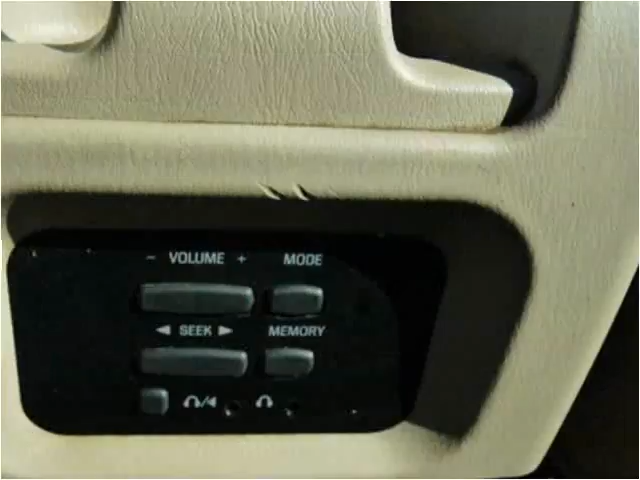 − VOLUME + MODE
◄ SEEK ► MEMORY
/